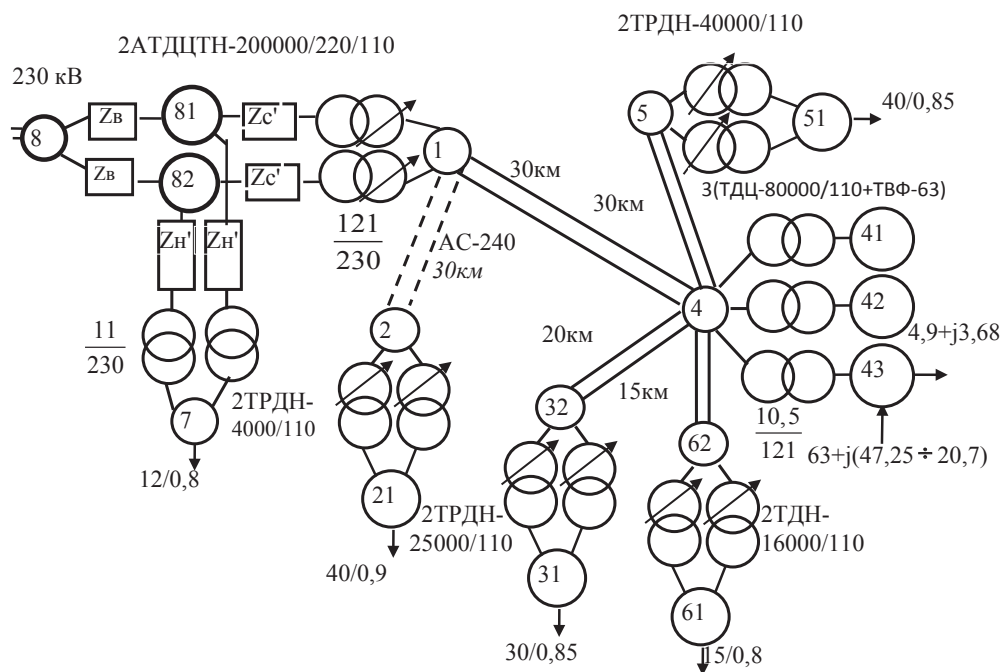 2АТДЦТН-200000/220/110
2ТРДН-40000/110
230 кВ
8
Zв
81
Zс'
Zв
82
Zс'
1
5
51
40/0,85
3(ТДЦ-80000/110+ТВФ-63)
30км
30км
121
230
АС-240
30км
Zн'
Zн'
41
42
4
4,9+j3,68
43
11
230
2
20км
15км
10,5
121
63+j(47,25÷20,7)
7
2ТРДН-
4000/110
12/0,8
32
62
21
2ТРДН-
25000/110
2ТДН-
16000/110
40/0,9
31
61
30/0,85
15/0,8